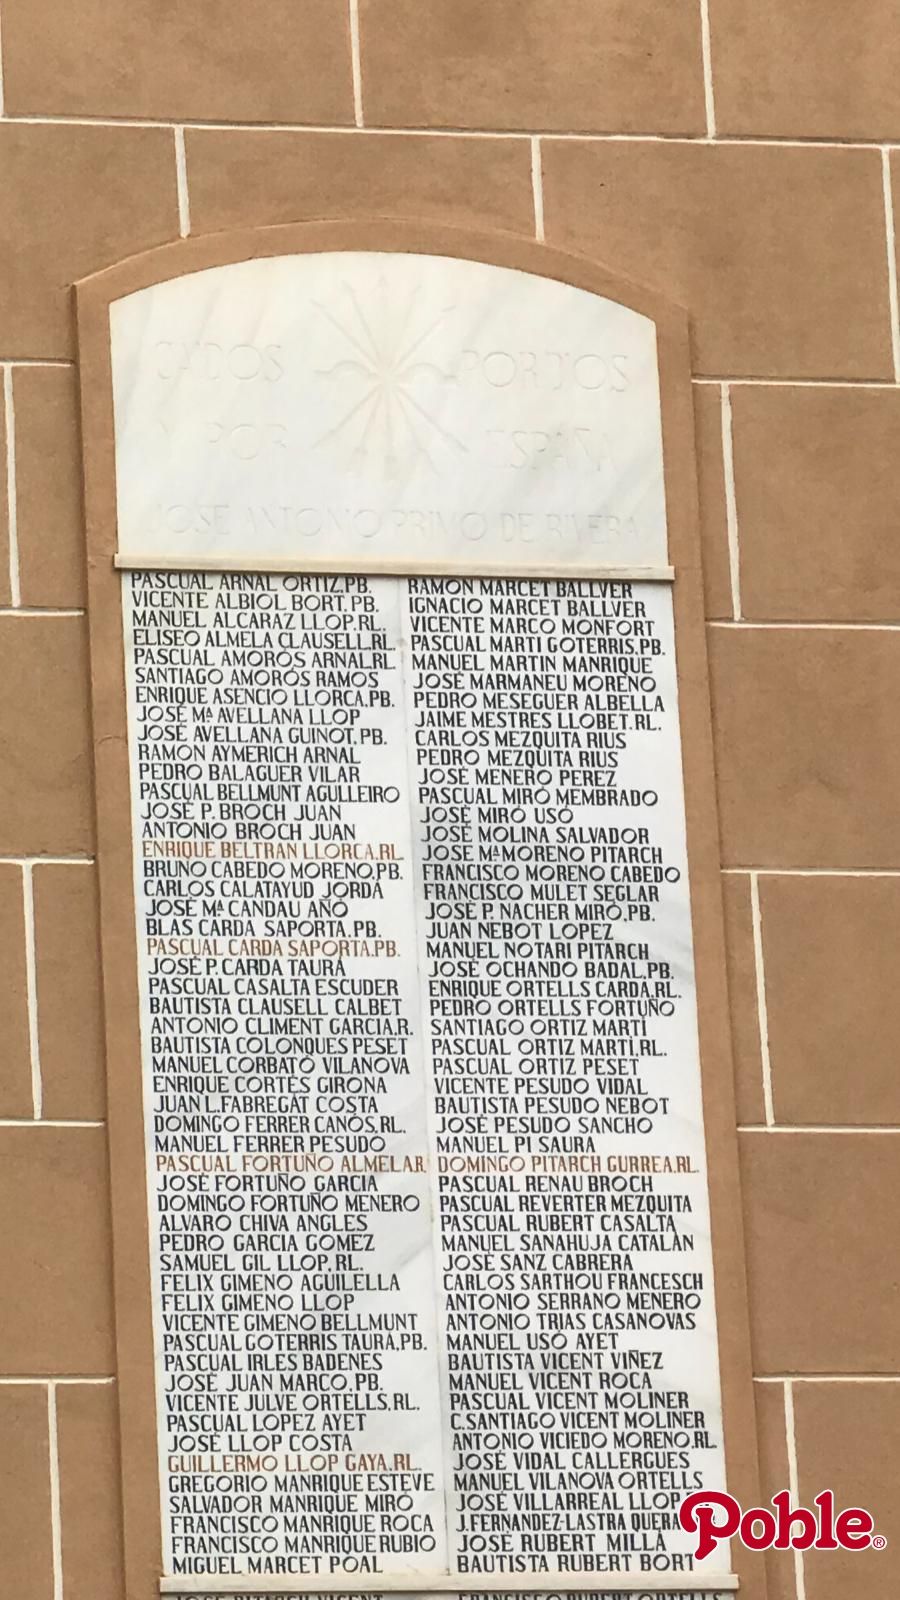 CAIDOS POR DIOS
Y POR ESPAÑA
JOSE ANTONIO PRIMO DE RIVERA
PASCUAL ARNAL ORTIZ.PB.
VICENTE ALBIOL BORT.PB.
MANUEL ALCARAZ LLOP.RL.
ELISEO ALMELA CLAUSELL.RL.
PASCUAL AMORÓS ARNAL.RL.
SANTIAGO AMORÓS RAMOS
ENRIQUE ASENCIO LLORCA.PB.
JOSÉ Mª AVELLANA LLOP
JOSÉ AVELLANA GUINOT.PB.
RAMON AYMERICH ARNAL
PEDRO BALAGUER VILAR
PASCUAL BELLMUNT AGULLEIRO
JOSÉ P. BROCH JUAN
ANTONIO BROCH JUAN
ENRIQUE BELTRAN LLORCA.RL.
BRUNO CABEDO MORENO.PB.
CARLOS CALATAYUD JORDÁ
JOSÉ Mª CANDAU AÑÓ
BLAS CARDA SAPORTA.PB.
PASCUAL CARDA SAPORTA.PB.
JOSÉ P. CARDA TAURÁ
PASCUAL CASALTA ESCUDER
BAUTISTA CLAUSELL CALBET
ANTONIO CLIMENT GARCIA.R.
BAUTISTA COLONQUES PESET
MANUEL CORBATÓ VILANOVA
ENRIQUE CORTÉS GIRONA
JUAN L.FABREGÁT COSTA
DOMINGO FERRER CANÓS.RL.
MANUEL FERRER PESUDO
PASCUAL FORTUÑO ALMELA.R.
JOSÉ FORTUÑO GARCIA
DOMINGO FORTUÑO MENERO
ALVARO CHIVA ANGLES
PEDRO GARCIA GOMEZ
SAMUEL GIL LLOP.RL.
FELIX GIMENO AGUILELLA
FELIX GIMENO LLOP
VICENTE GIMENO BELLMUNT
PASCUAL GOTERRIS TAURÁ.PB.
PASCUAL IRLES BADENES
JOSÉ JUAN MARCO.PB.
VICENTE JULVE ORTELLS.RL.
PASCUAL LOPEZ AYET
JOSÉ LLOP COSTA
GUILLERMO LLOP GAYA.RL.
GREGORIO MANRIQUE ESTEVE
SALVADOR MANRIQUE MIRÓ
FRANCISCO MANRIQUE ROCA
FRANCISCO MANRIQUE RUBIO
MIGUEL MARCET POAL
RAMON MARCET BALLVER
IGNACIO MARCET BALLVER
VICENTE MARCO MONFORT
PASCUAL MARTI GOTERRIS.PB.
MANUEL MARTIN MANRIQUE
JOSÉ MARMANEU MORENO
PEDRO MESEGUER ALBELLA
JAIME MESTRES LLOBET.RL.
CARLOS MEZQUITA RIUS
PEDRO MEZQUITA RIUS
JOSÉ MENERO PEREZ
PASCUAL MIRÓ MEMBRADO
JOSÉ MIRÓ USÓ
JOSÉ MOLINA SALVADOR
JOSE Mª MORENO PITARCH
FRANCISCO MORENO CABEDO
FRANCISCO MULET SEGLAR
JOSÉ P. NACHER MIRÓ.PB.
JUAN NEBOT LOPEZ
MANUEL NOTARI PITARCH
JOSÉ OCHANDO BADAL.PB.
ENRIQUE ORTELLS CARDA.RL.
PEDRO ORTELLS FORTUÑO
SANTIAGO ORTIZ MARTÍ
PASCUAL ORTIZ MARTÍ.RL.
PASCUAL ORTIZ PESET
VICENTE PESUDO VIDAL
BAUTISTA PESUDO NEBOT
JOSÉ PESUDO SANCHO
MANUEL PI SAURA
DOMINGO PITARCH GURREA.RL.
PASCUAL RENAU BROCH
PASCUAL REVERTER MEZQUITA
PASCUAL RUBERT CASALTA
MANUEL SANAHUJA CATALÁN
JOSÉ SANZ CABRERA
CARLOS SARTHOU FRANCESCH
ANTONIO SERRANO MENERO
ANTONIO TRIAS CASANOVAS
MANUEL USÓ AYET
BAUTISTA VICENT VIÑEZ
MANUEL VICENT ROCA
PASCUAL VICENT MOLINER
C.SANTIAGO VICENT MOLINER
ANTONIO VICIEDO MORENO.RL
JOSÉ VIDAL CALLERGUES
MANUEL VILANOVA ORTELLS
JOSÉ VILLARREAL LLOP
J.FERNANDEZ-LASTRA QUERA
JOSÉ RUBERT MILLÁ
BAUTISTA RUBERT BORT
Poble®